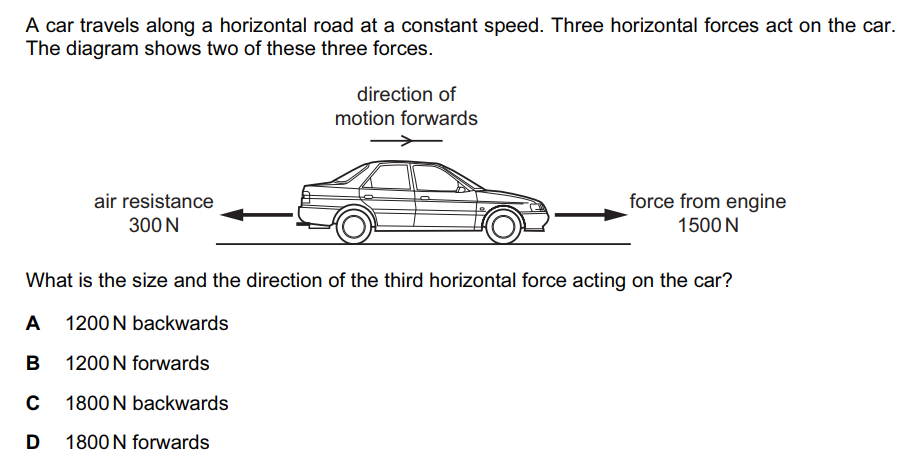 A car travels along a horizontal road at a constant speed. Three horizontal forces act on the car.
The diagram shows two of these three forces.
direction of
motion forwards
air resistance
300 N
force from engine
1500 N
What is the size and the direction of the third horizontal force acting on the car?
A 1200 N backwards
B 1200 N forwards
C 1800 N backwards
D 1800 N forwards